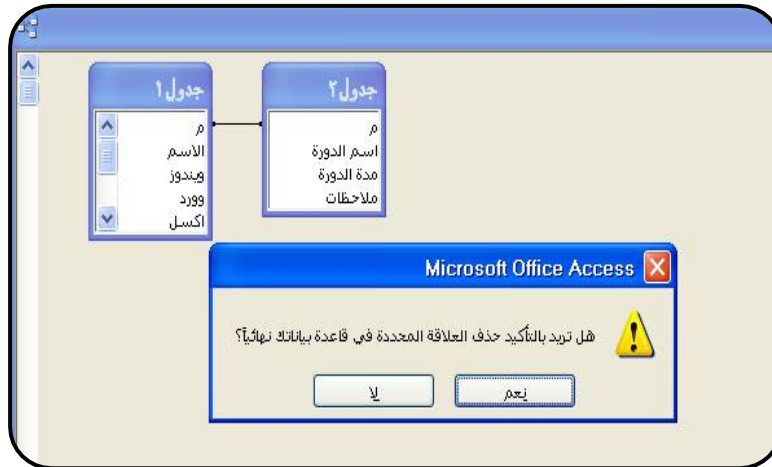 جدول١
م
الاسم
ويندوز
وورد
اكسل
جدول٢
م
اسم الدورة
مدة الدورة
ملاحظات
Microsoft Office Access
هل تريد بالتأكيد حذف العلاقة المحددة في قاعدة بياناتك نهائياً؟
نعم
لا